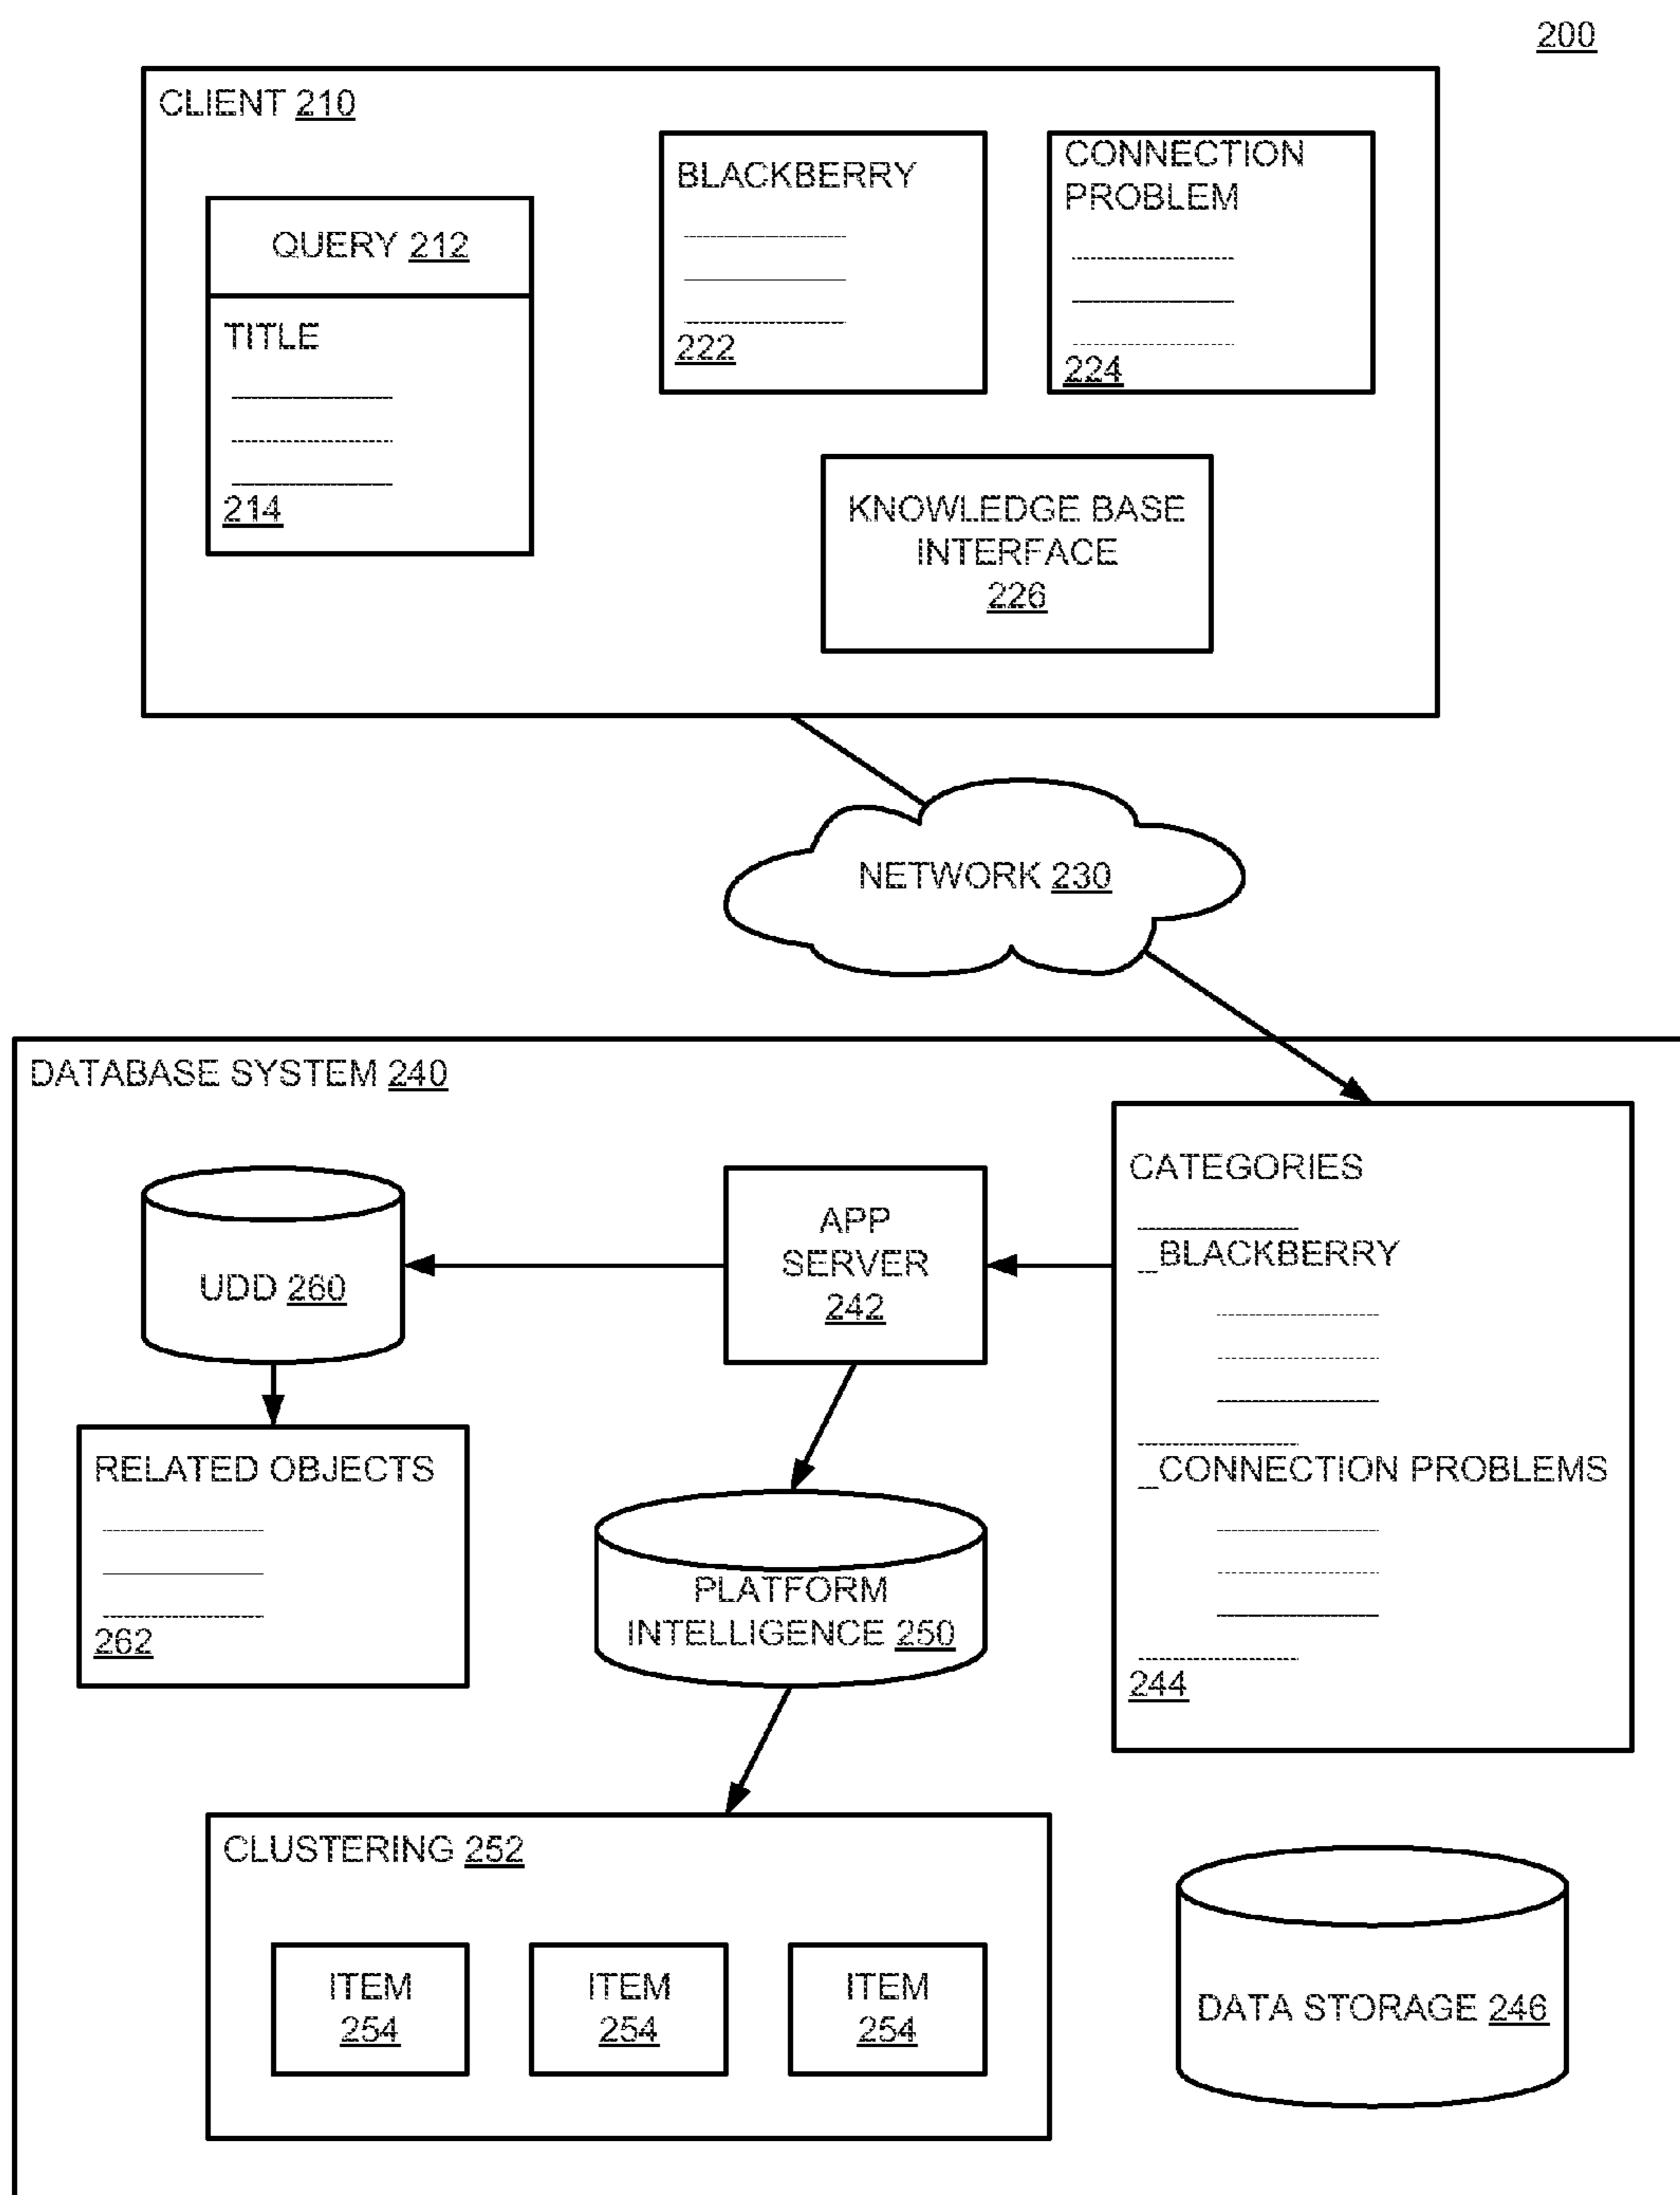 200
CLIENT 210
QUERY 212
TITLE
214
BLACKBERRY
222
CONNECTION
PROBLEM
224
KNOWLEDGE BASE
INTERFACE
226
NETWORK 230
DATABASE SYSTEM 240
UDD 260
APP
SERVER
242
CATEGORIES
_BLACKBERRY
_CONNECTION PROBLEMS
244
RELATED OBJECTS
262
PLATFORM
INTELLIGENCE 250
CLUSTERING 252
ITEM
254
ITEM
254
ITEM
254
DATA STORAGE 246